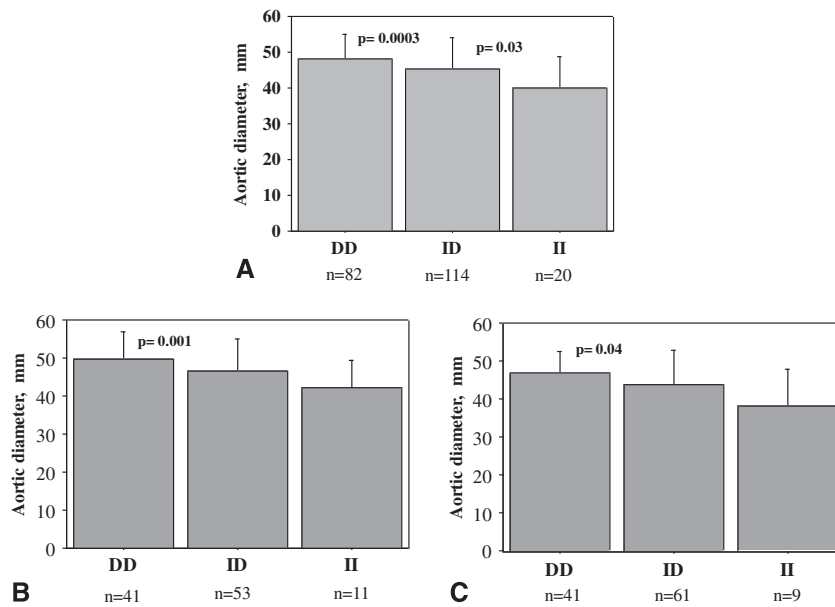 60
50
40
30
20
10
0
Aortic diameter, mm
p= 0.0003
p= 0.03
DD ID II
n=82 n=114 n=20
A
60
50
40
30
20
10
0
Aortic diameter, mm
p= 0.001
DD ID II
n=41 n=53 n=11
B
60
50
40
30
20
10
0
Aortic diameter, mm
p= 0.04
DD ID II
n=41 n=61 n=9
C